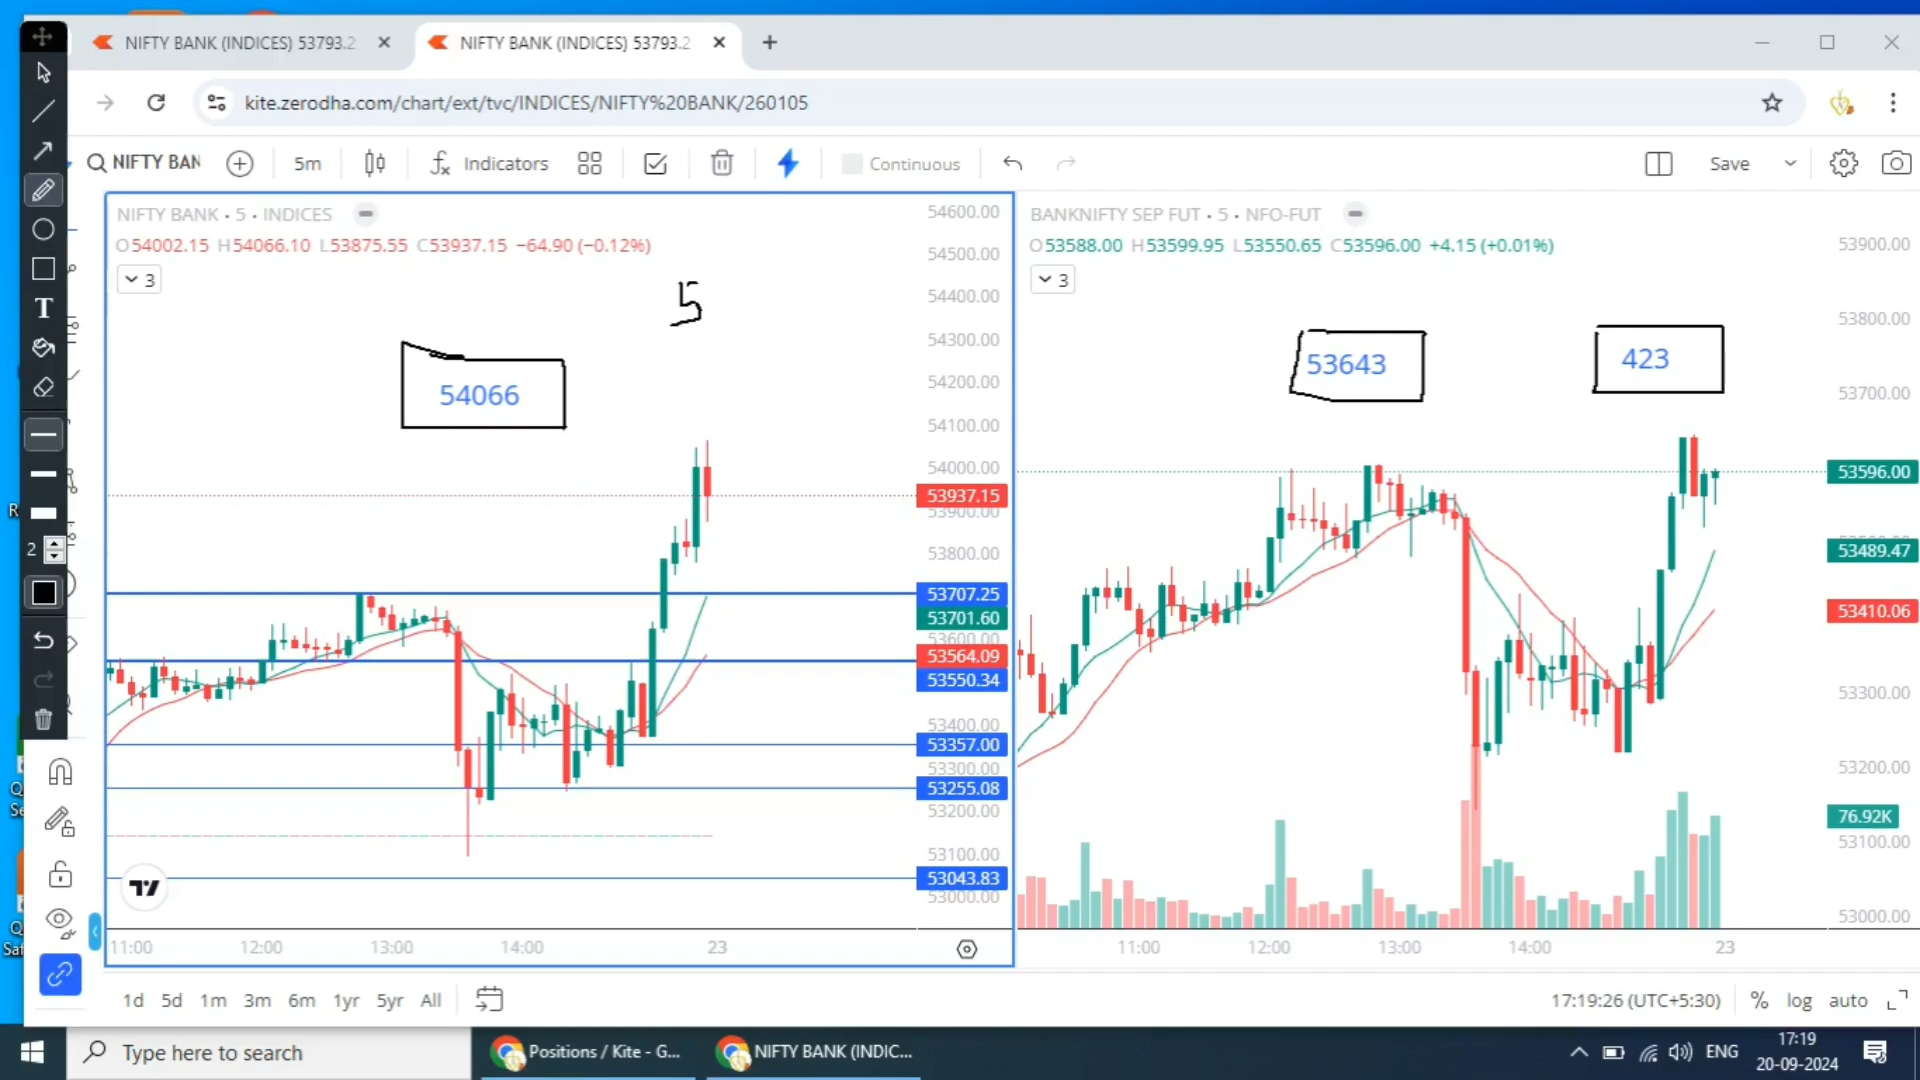 NIFTY BANK (INDICES) 53793.2
NIFTY BANK (INDICES) 53793.2
kite.zerodha.com/chart/ext/tvc/INDICES/NIFTY%20BANK/260105
NIFTY BAN
5m
Indicators
Continuous
Save
NIFTY BANK • 5 • INDICES
O54002.15 H54066.10 L53875.55 C53937.15 −64.90 (−0.12%)
3
5
54066
54600.00
54500.00
54400.00
54300.00
54200.00
54100.00
54000.00
53937.15
53900.00
53800.00
53707.25
53701.60
53600.00
53564.09
53550.34
53400.00
53357.00
53300.00
53255.08
53200.00
53100.00
53043.83
53000.00
11:00 12:00 13:00 14:00 23
BANKNIFTY SEP FUT • 5 • NFO-FUT
O53588.00 H53599.95 L53550.65 C53596.00 +4.15 (+0.01%)
3
53643
423
53900.00
53800.00
53700.00
53596.00
53489.47
53410.06
53300.00
53200.00
76.92K
53100.00
53000.00
11:00 12:00 13:00 14:00 23
T
2
1d 5d 1m 3m 6m 1yr 5yr All
17:19:26 (UTC+5:30) % log auto
Type here to search
Positions / Kite - G...
NIFTY BANK (INDIC...
ENG
17:19
20-09-2024